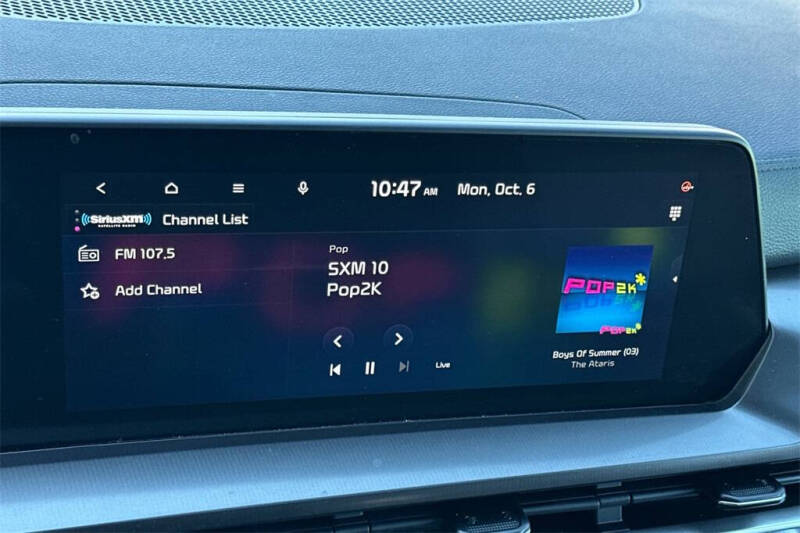 10:47 AM Mon, Oct. 6
SiriusXM Channel List
SATELLITE RADIO
FM 107.5
Add Channel
Pop
SXM 10
Pop2K
Live
POP2K
POP2K
Boys Of Summer (03)
The Ataris